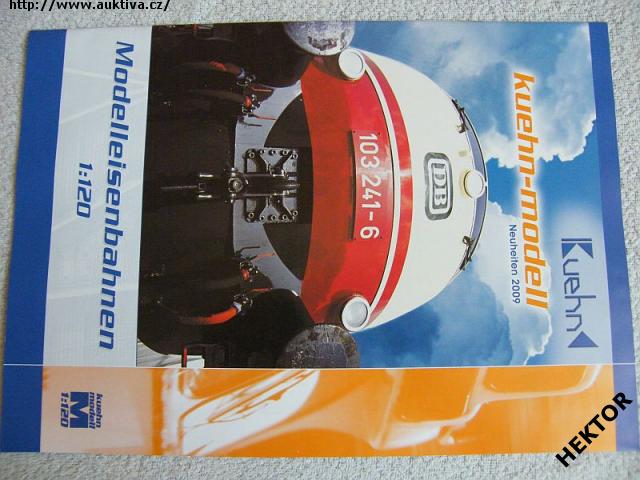 http://www.auktiva.cz/
Kuehn
kuehn-modell
Neuheiten 2009
DB
103 241-6
Modelleisenbahnen
1:120
kuehn
modell
M
1:120
HEKTOR